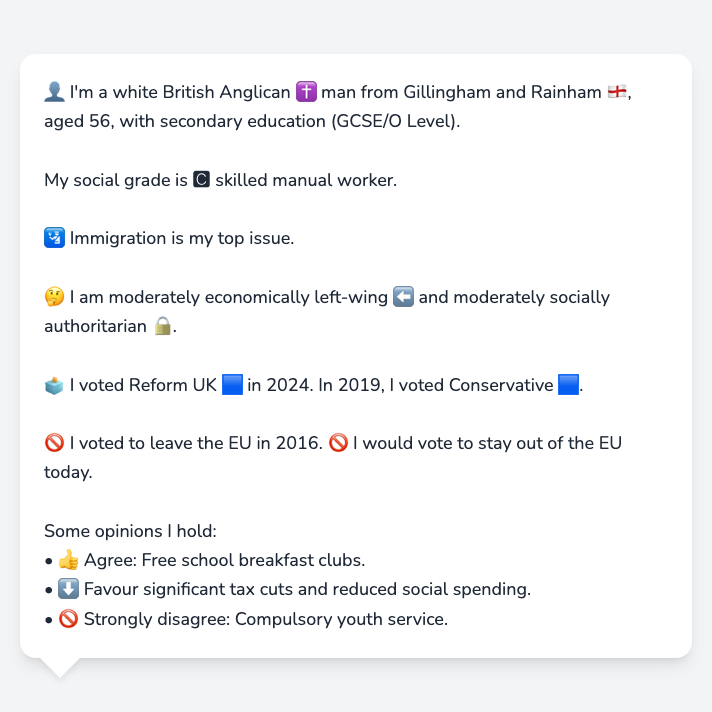 👤 I'm a white British Anglican ✝️ man from Gillingham and Rainham 🏴󠁧󠁢󠁥󠁮󠁧󠁿,
aged 56, with secondary education (GCSE/O Level).
My social grade is 🅲 skilled manual worker.
🛂 Immigration is my top issue.
🤔 I am moderately economically left-wing ⬅️ and moderately socially
authoritarian 🔒.
🗳️ I voted Reform UK 🟦 in 2024. In 2019, I voted Conservative 🟦.
🚫 I voted to leave the EU in 2016. 🚫 I would vote to stay out of the EU
today.
Some opinions I hold:
• 👍 Agree: Free school breakfast clubs.
• ⬇️ Favour significant tax cuts and reduced social spending.
• 🚫 Strongly disagree: Compulsory youth service.